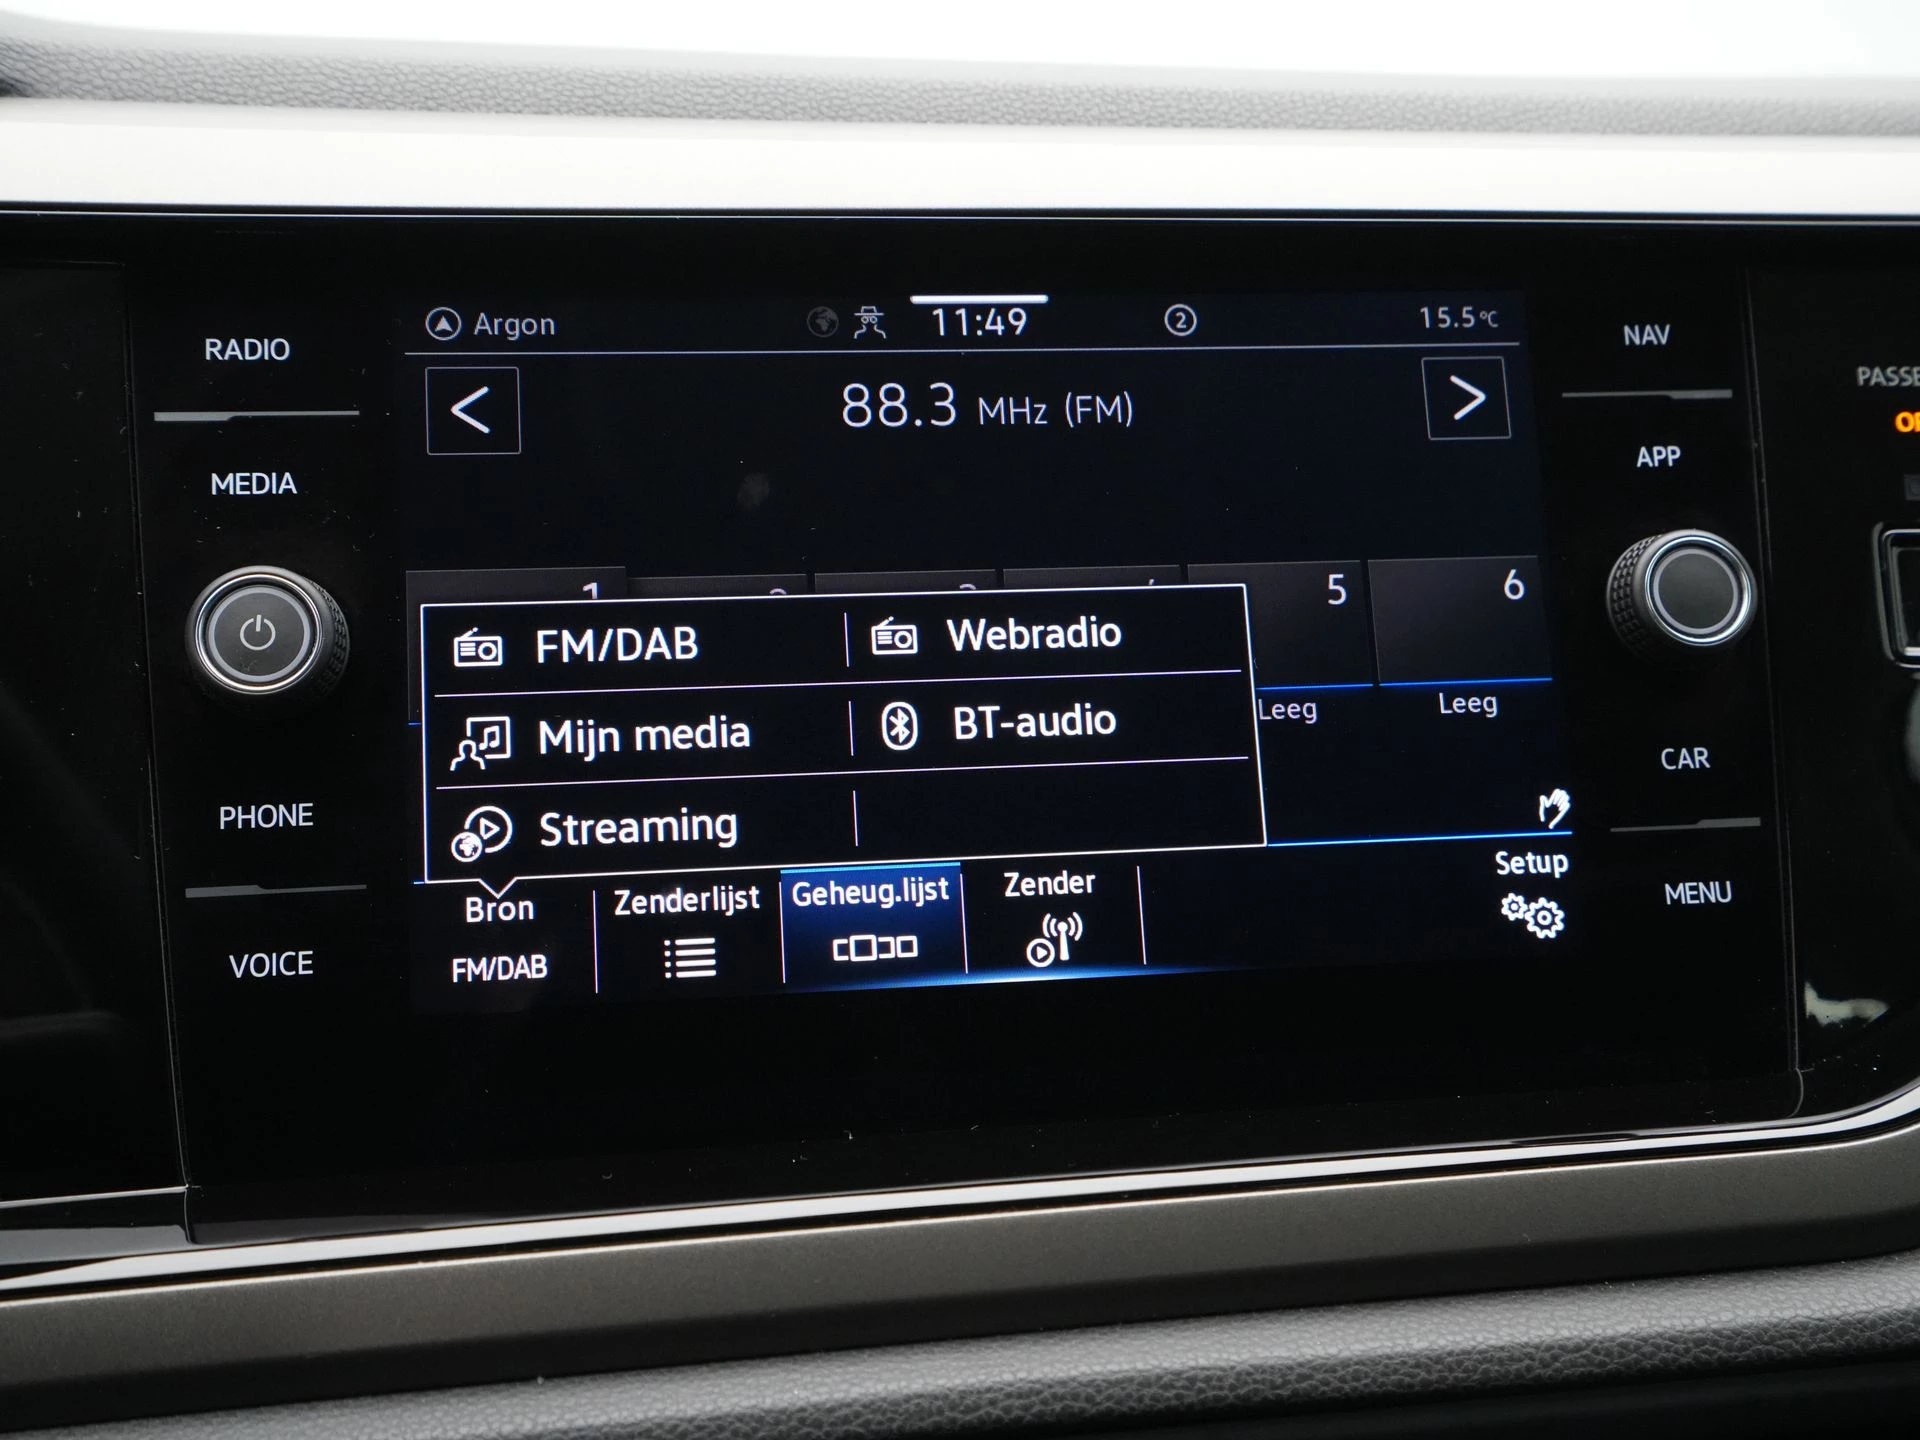 RADIO
MEDIA
PHONE
VOICE
Argon
11:49
2
15.5°C
88.3 MHz (FM)
1
5
6
FM/DAB
Webradio
Mijn media
BT-audio
Streaming
Leeg
Leeg
Bron
FM/DAB
Zenderlijst
Geheug.lijst
Zender
Setup
NAV
APP
CAR
MENU